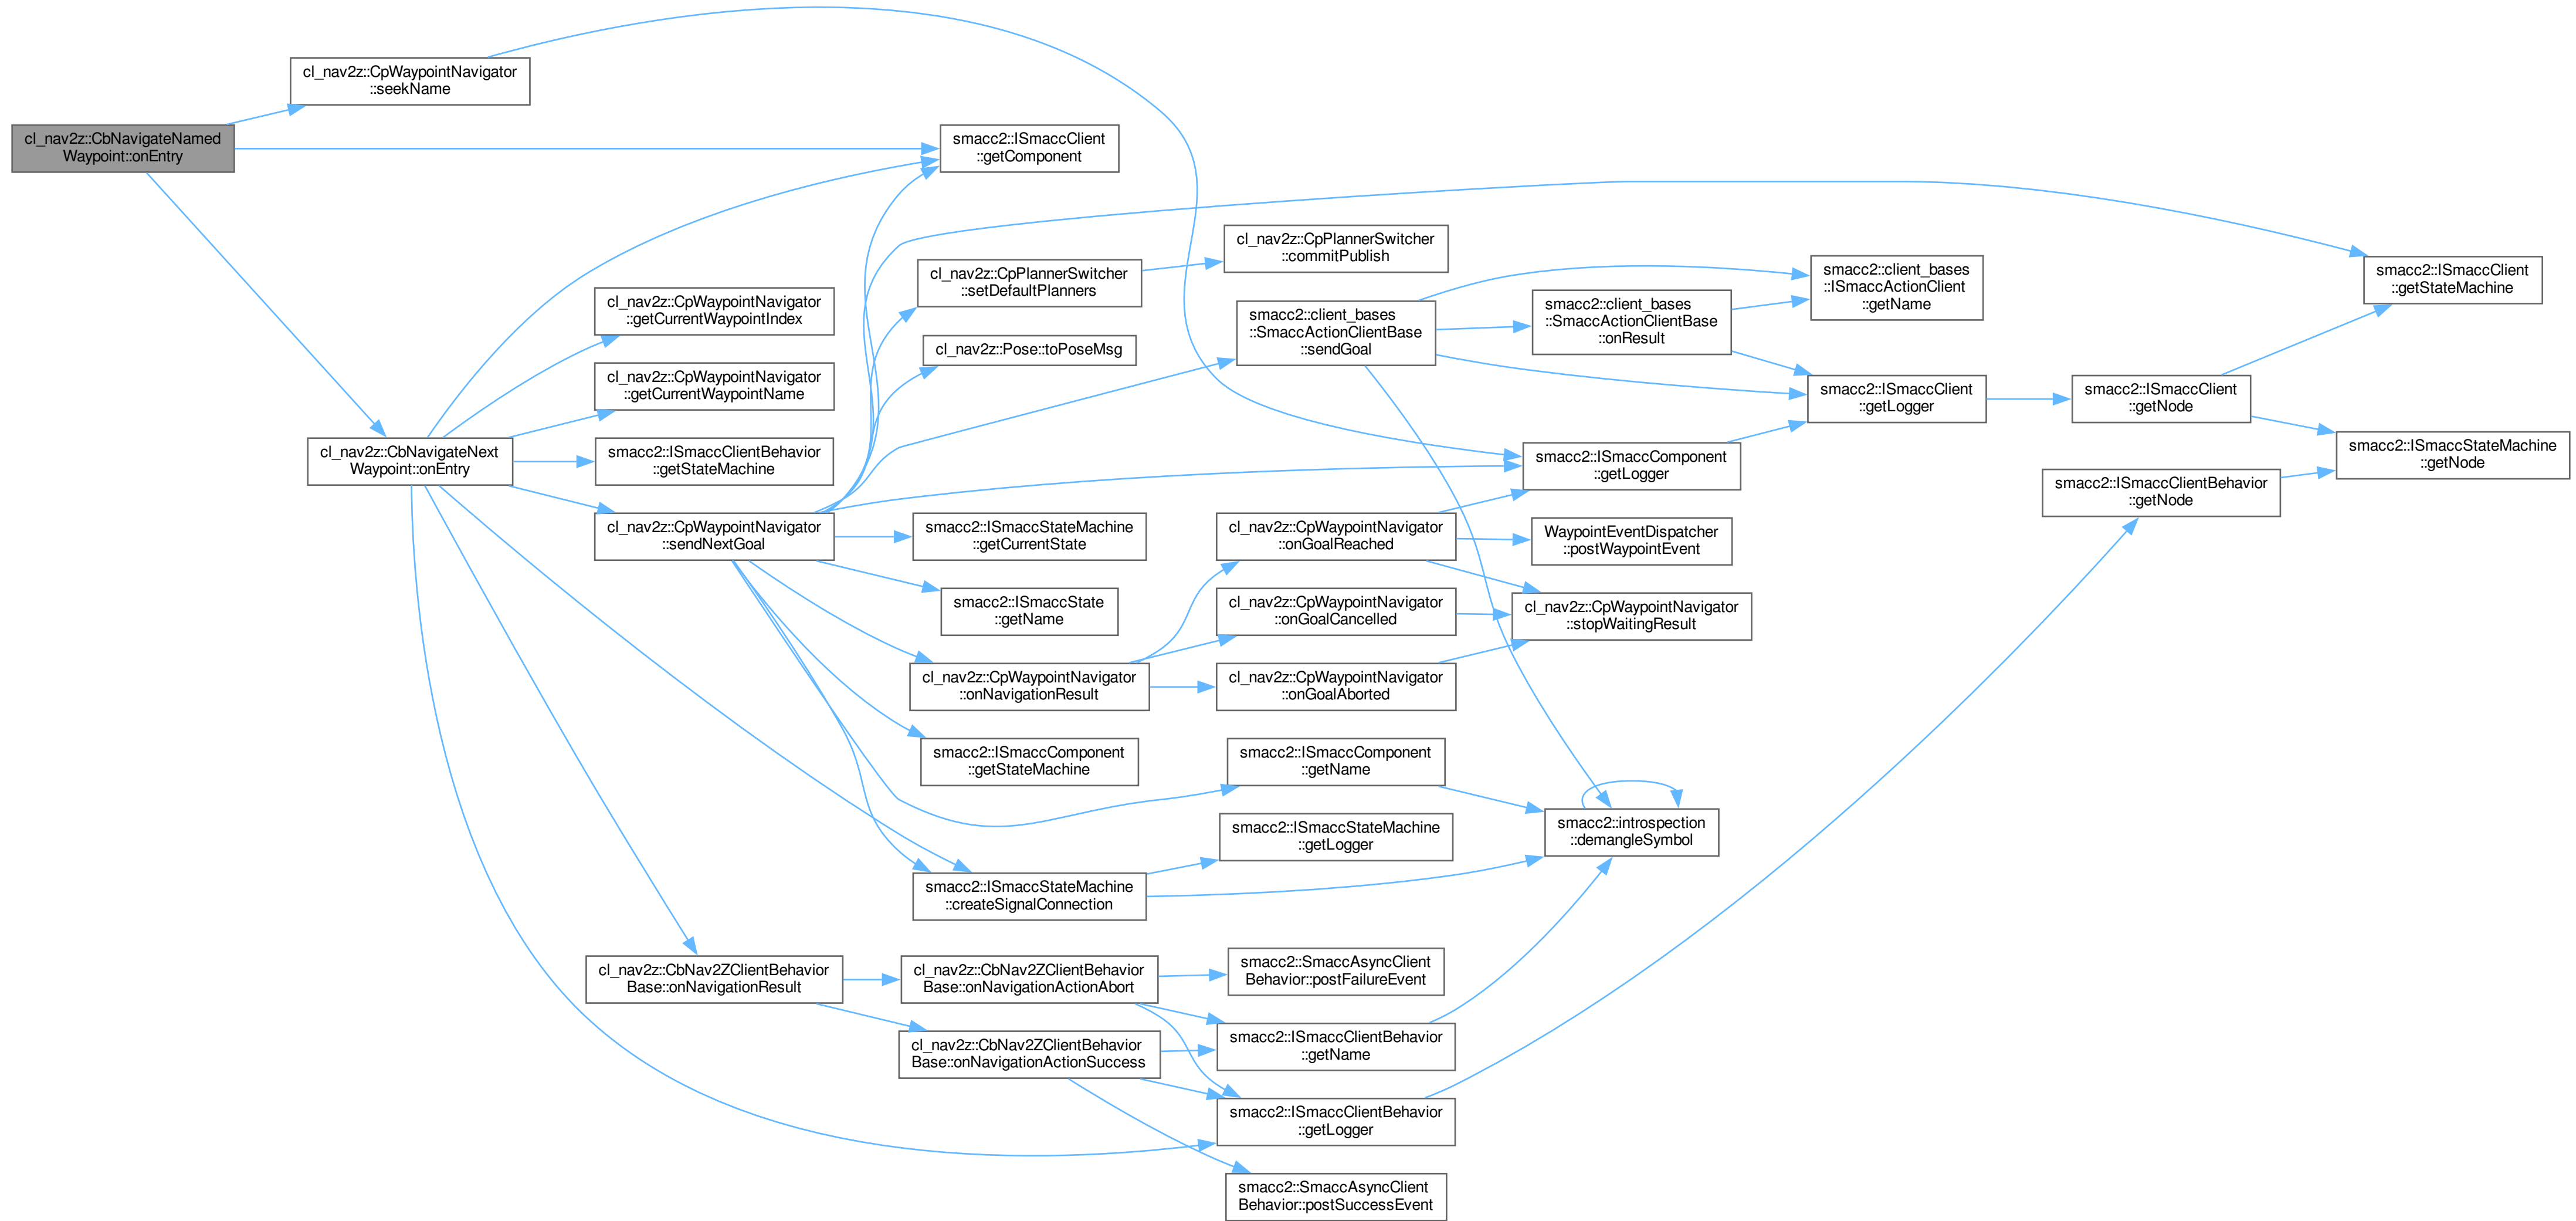 cl_nav2z::CbNavigateNamed
Waypoint::onEntry
cl_nav2z::CpWaypointNavigator
::seekName
smacc2::ISmaccClient
::getComponent
cl_nav2z::CbNavigateNext
Waypoint::onEntry
cl_nav2z::CpWaypointNavigator
::getCurrentWaypointIndex
cl_nav2z::CpWaypointNavigator
::getCurrentWaypointName
smacc2::ISmaccClientBehavior
::getStateMachine
cl_nav2z::CpWaypointNavigator
::sendNextGoal
cl_nav2z::CpPlannerSwitcher
::setDefaultPlanners
cl_nav2z::CpPlannerSwitcher
::commitPublish
cl_nav2z::Pose::toPoseMsg
smacc2::client_bases
::SmaccActionClientBase
::sendGoal
smacc2::client_bases
::SmaccActionClientBase
::onResult
smacc2::client_bases
::ISmaccActionClient
::getName
smacc2::ISmaccClient
::getStateMachine
smacc2::ISmaccClient
::getLogger
smacc2::ISmaccClient
::getNode
smacc2::ISmaccStateMachine
::getNode
smacc2::ISmaccComponent
::getLogger
smacc2::ISmaccClientBehavior
::getNode
smacc2::ISmaccStateMachine
::getCurrentState
smacc2::ISmaccState
::getName
cl_nav2z::CpWaypointNavigator
::onNavigationResult
cl_nav2z::CpWaypointNavigator
::onGoalReached
WaypointEventDispatcher
::postWaypointEvent
cl_nav2z::CpWaypointNavigator
::onGoalCancelled
cl_nav2z::CpWaypointNavigator
::stopWaitingResult
cl_nav2z::CpWaypointNavigator
::onGoalAborted
smacc2::ISmaccComponent
::getStateMachine
smacc2::ISmaccComponent
::getName
smacc2::introspection
::demangleSymbol
smacc2::ISmaccStateMachine
::getLogger
smacc2::ISmaccStateMachine
::createSignalConnection
cl_nav2z::CbNav2ZClientBehavior
Base::onNavigationResult
cl_nav2z::CbNav2ZClientBehavior
Base::onNavigationActionAbort
smacc2::SmaccAsyncClient
Behavior::postFailureEvent
cl_nav2z::CbNav2ZClientBehavior
Base::onNavigationActionSuccess
smacc2::ISmaccClientBehavior
::getName
smacc2::ISmaccClientBehavior
::getLogger
smacc2::SmaccAsyncClient
Behavior::postSuccessEvent